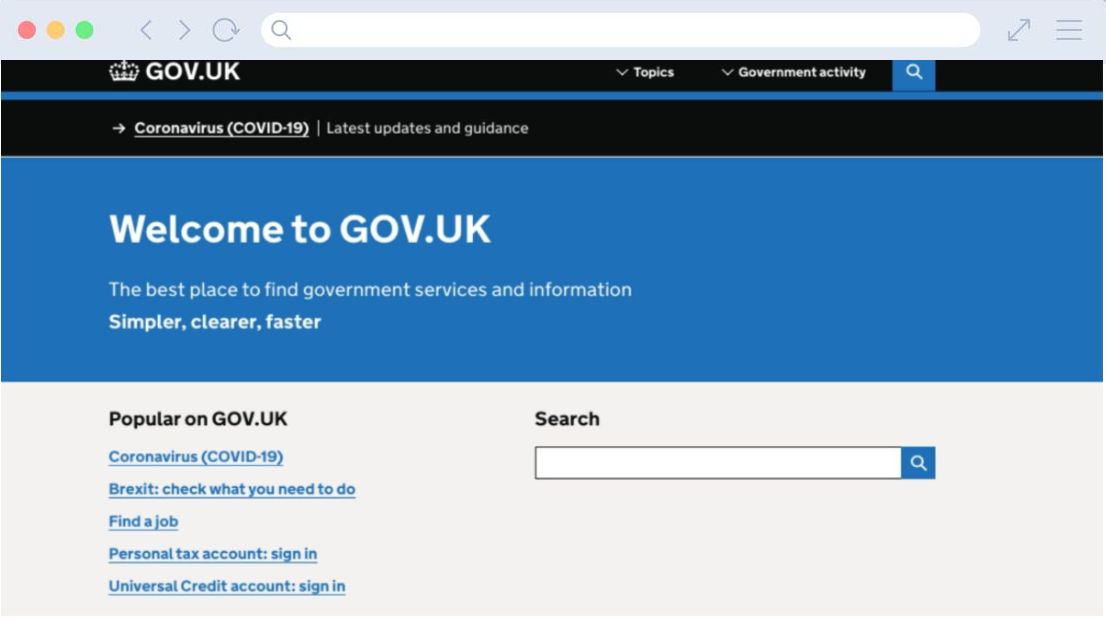 GOV.UK
Topics
Government activity
Coronavirus (COVID-19) | Latest updates and guidance
Welcome to GOV.UK
The best place to find government services and information
Simpler, clearer, faster
Popular on GOV.UK
Coronavirus (COVID-19)
Brexit: check what you need to do
Find a job
Personal tax account: sign in
Universal Credit account: sign in
Search